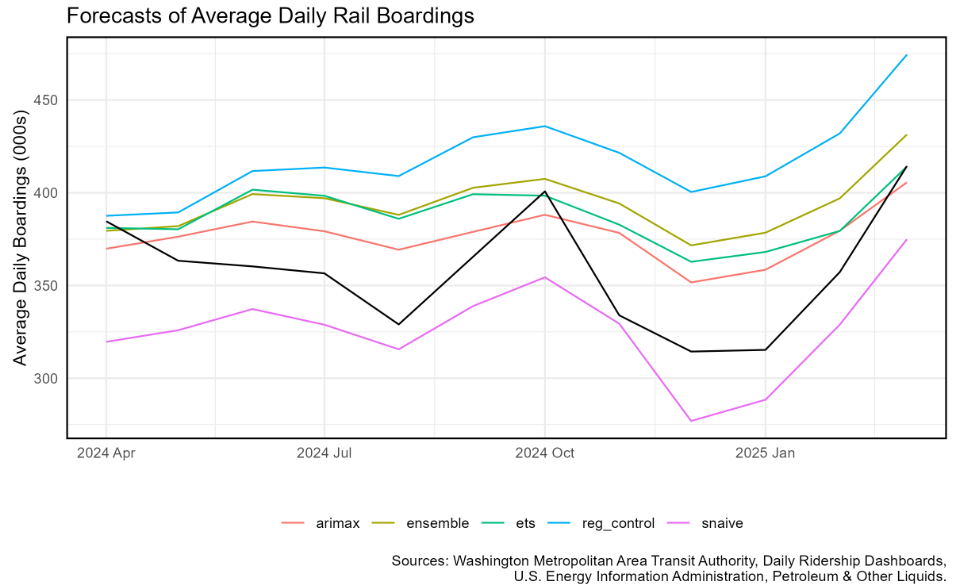 Forecasts of Average Daily Rail Boardings
Average Daily Boardings (000s)
450
400
350
300
2024 Apr
2024 Jul
2024 Oct
2025 Jan
arimax
ensemble
ets
reg_control
snaive
Sources: Washington Metropolitan Area Transit Authority, Daily Ridership Dashboards,
U.S. Energy Information Administration, Petroleum & Other Liquids.